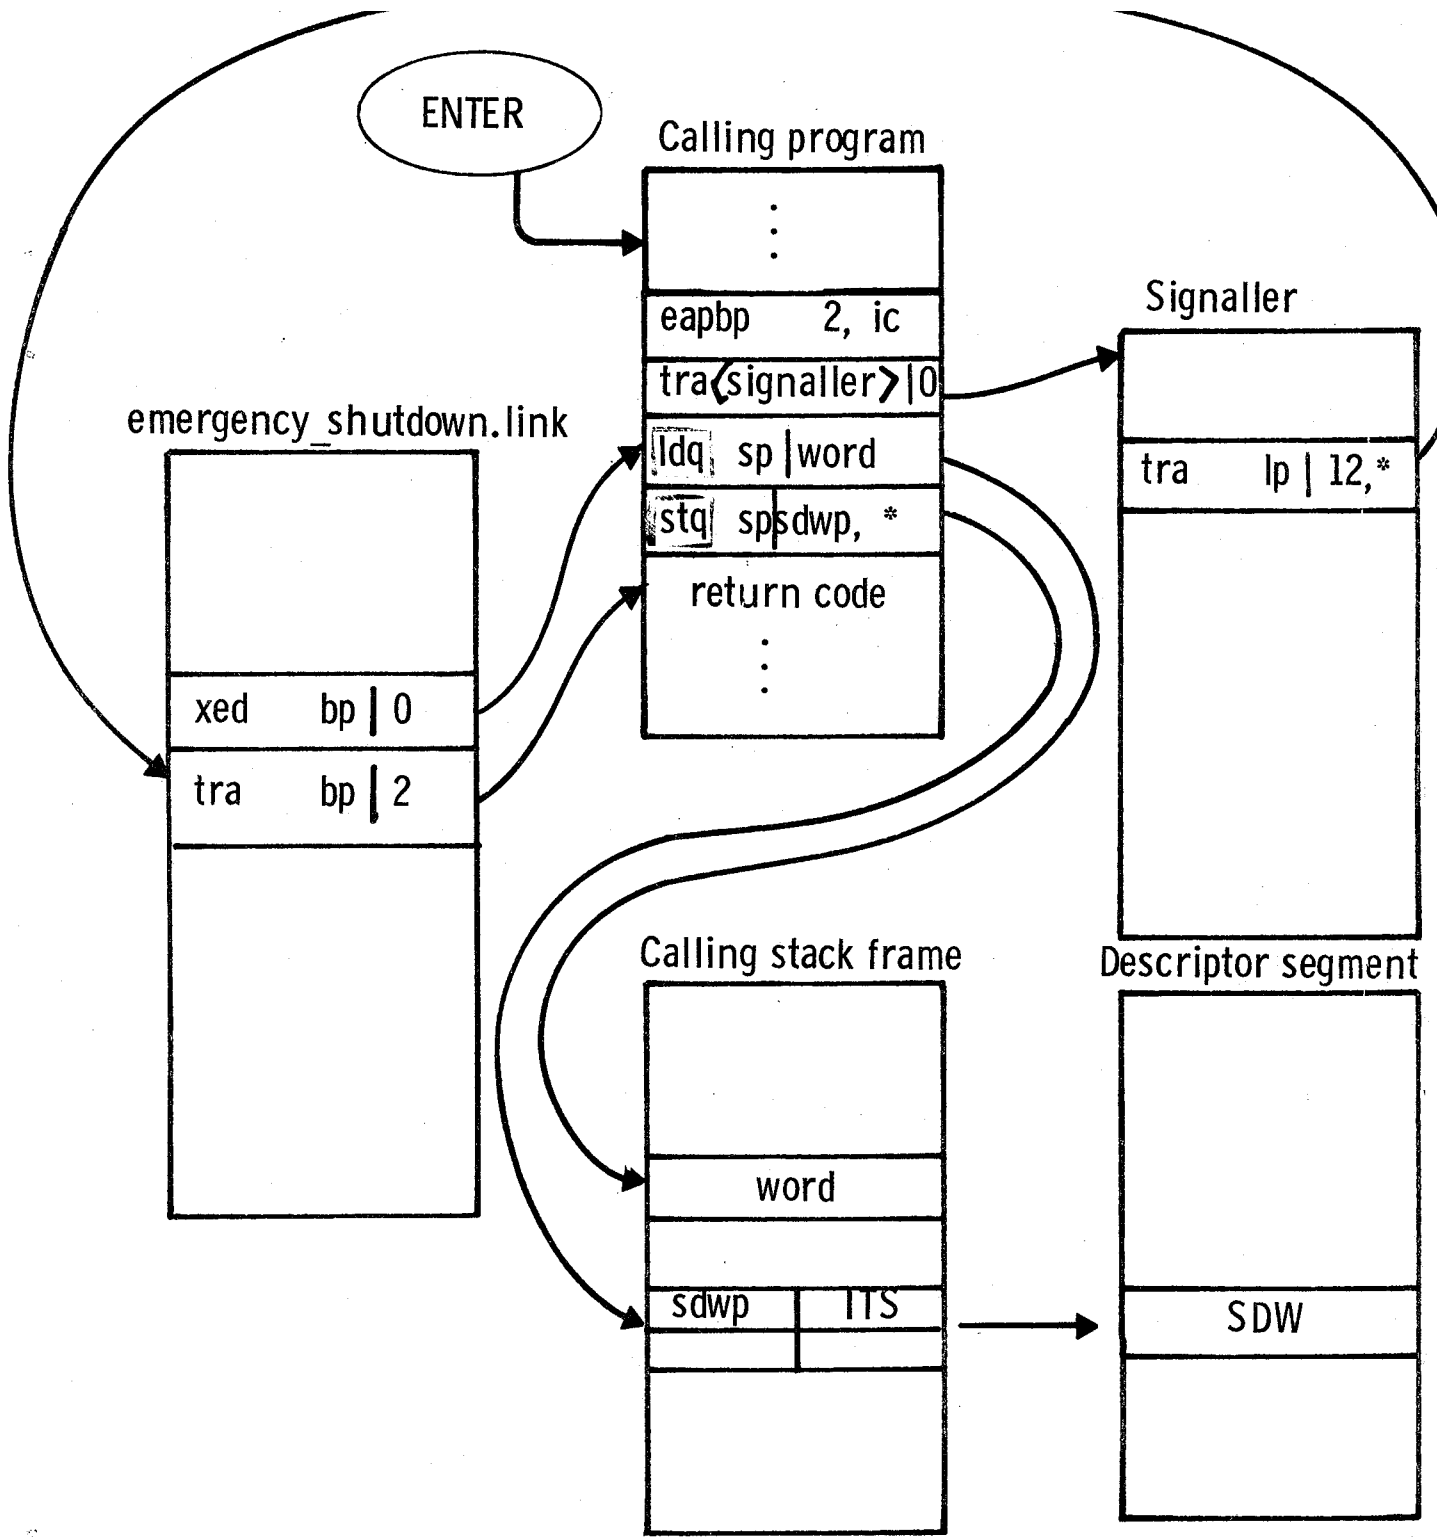 ENTER
Calling program
eapbp 2, ic
tra<signaller>|0
ldq sp|word
stq sp|sdwp, *
return code
Signaller
tra lp | 12,*
emergency_shutdown.link
xed bp | 0
tra bp | 2
Calling stack frame
word
sdwp | ITS
Descriptor segment
SDW